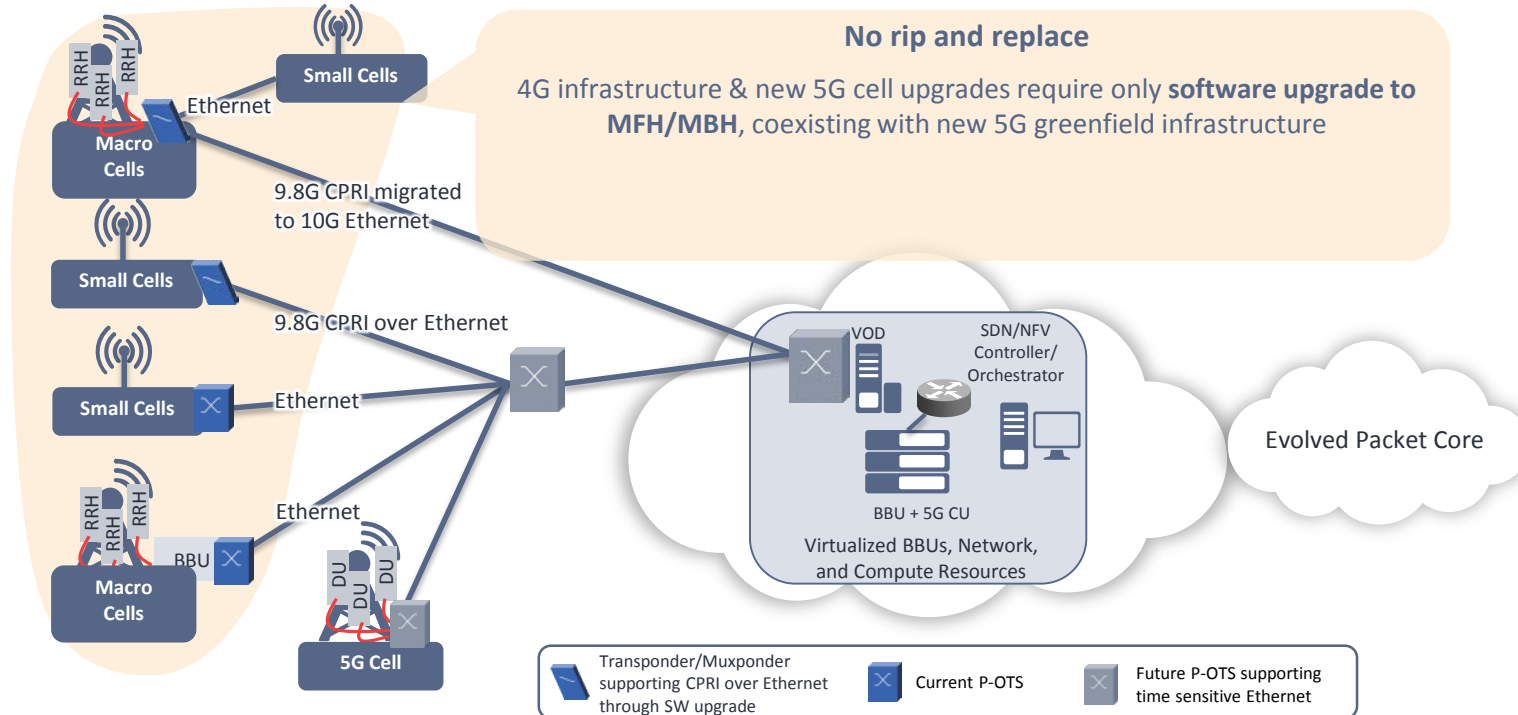 No rip and replace
4G infrastructure & new 5G cell upgrades require only software upgrade to
MFH/MBH, coexisting with new 5G greenfield infrastructure
RRH
RRH
RRH
Macro
Cells
Ethernet
Small Cells
9.8G CPRI migrated
to 10G Ethernet
Small Cells
9.8G CPRI over Ethernet
Small Cells
Ethernet
RRH
RRH
RRH
BBU
Macro
Cells
Ethernet
DU
DU
DU
5G Cell
VOD
SDN/NFV
Controller/
Orchestrator
BBU + 5G CU
Virtualized BBUs, Network,
and Compute Resources
Evolved Packet Core
Transponder/Muxponder
supporting CPRI over Ethernet
through SW upgrade
Current P-OTS
Future P-OTS supporting
time sensitive Ethernet